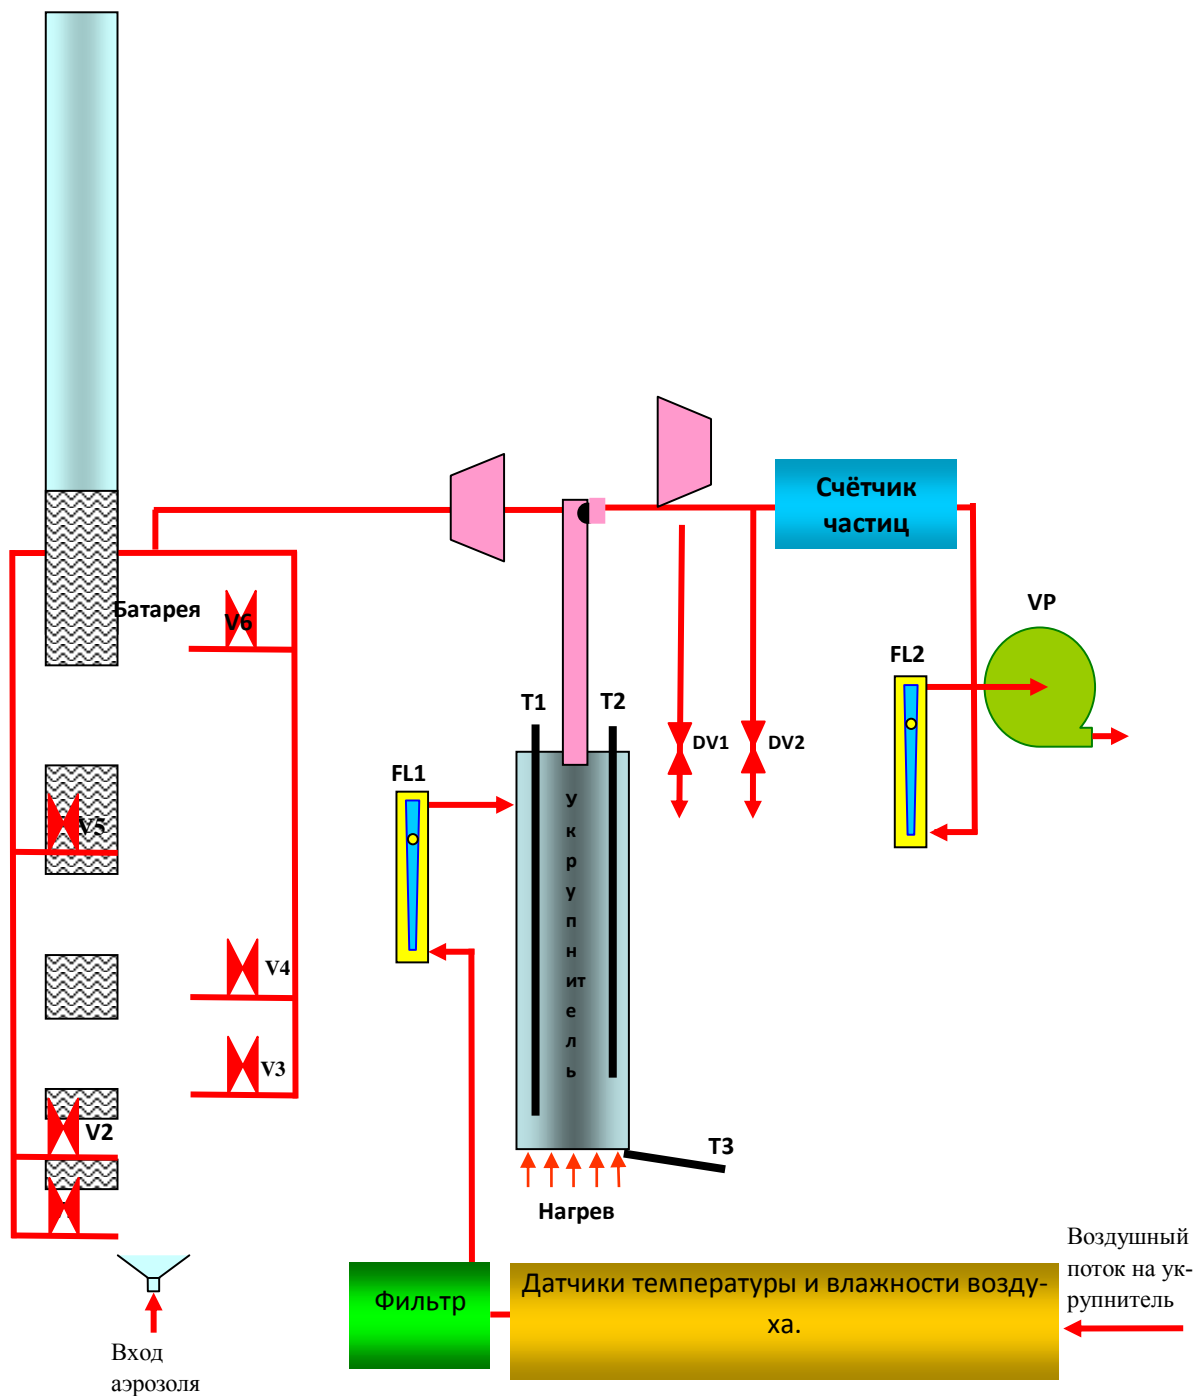 Счётчик
частиц
Батарея
V6
VP
FL2
T1
T2
DV1
DV2
FL1
У
к
р
у
п
н
ит
е
л
ь
V5
V4
V3
V2
T3
Нагрев
Воздушный
поток на ук-
рупнитель
Фильтр
Датчики температуры и влажности возду-
ха.
Вход
аэрозоля